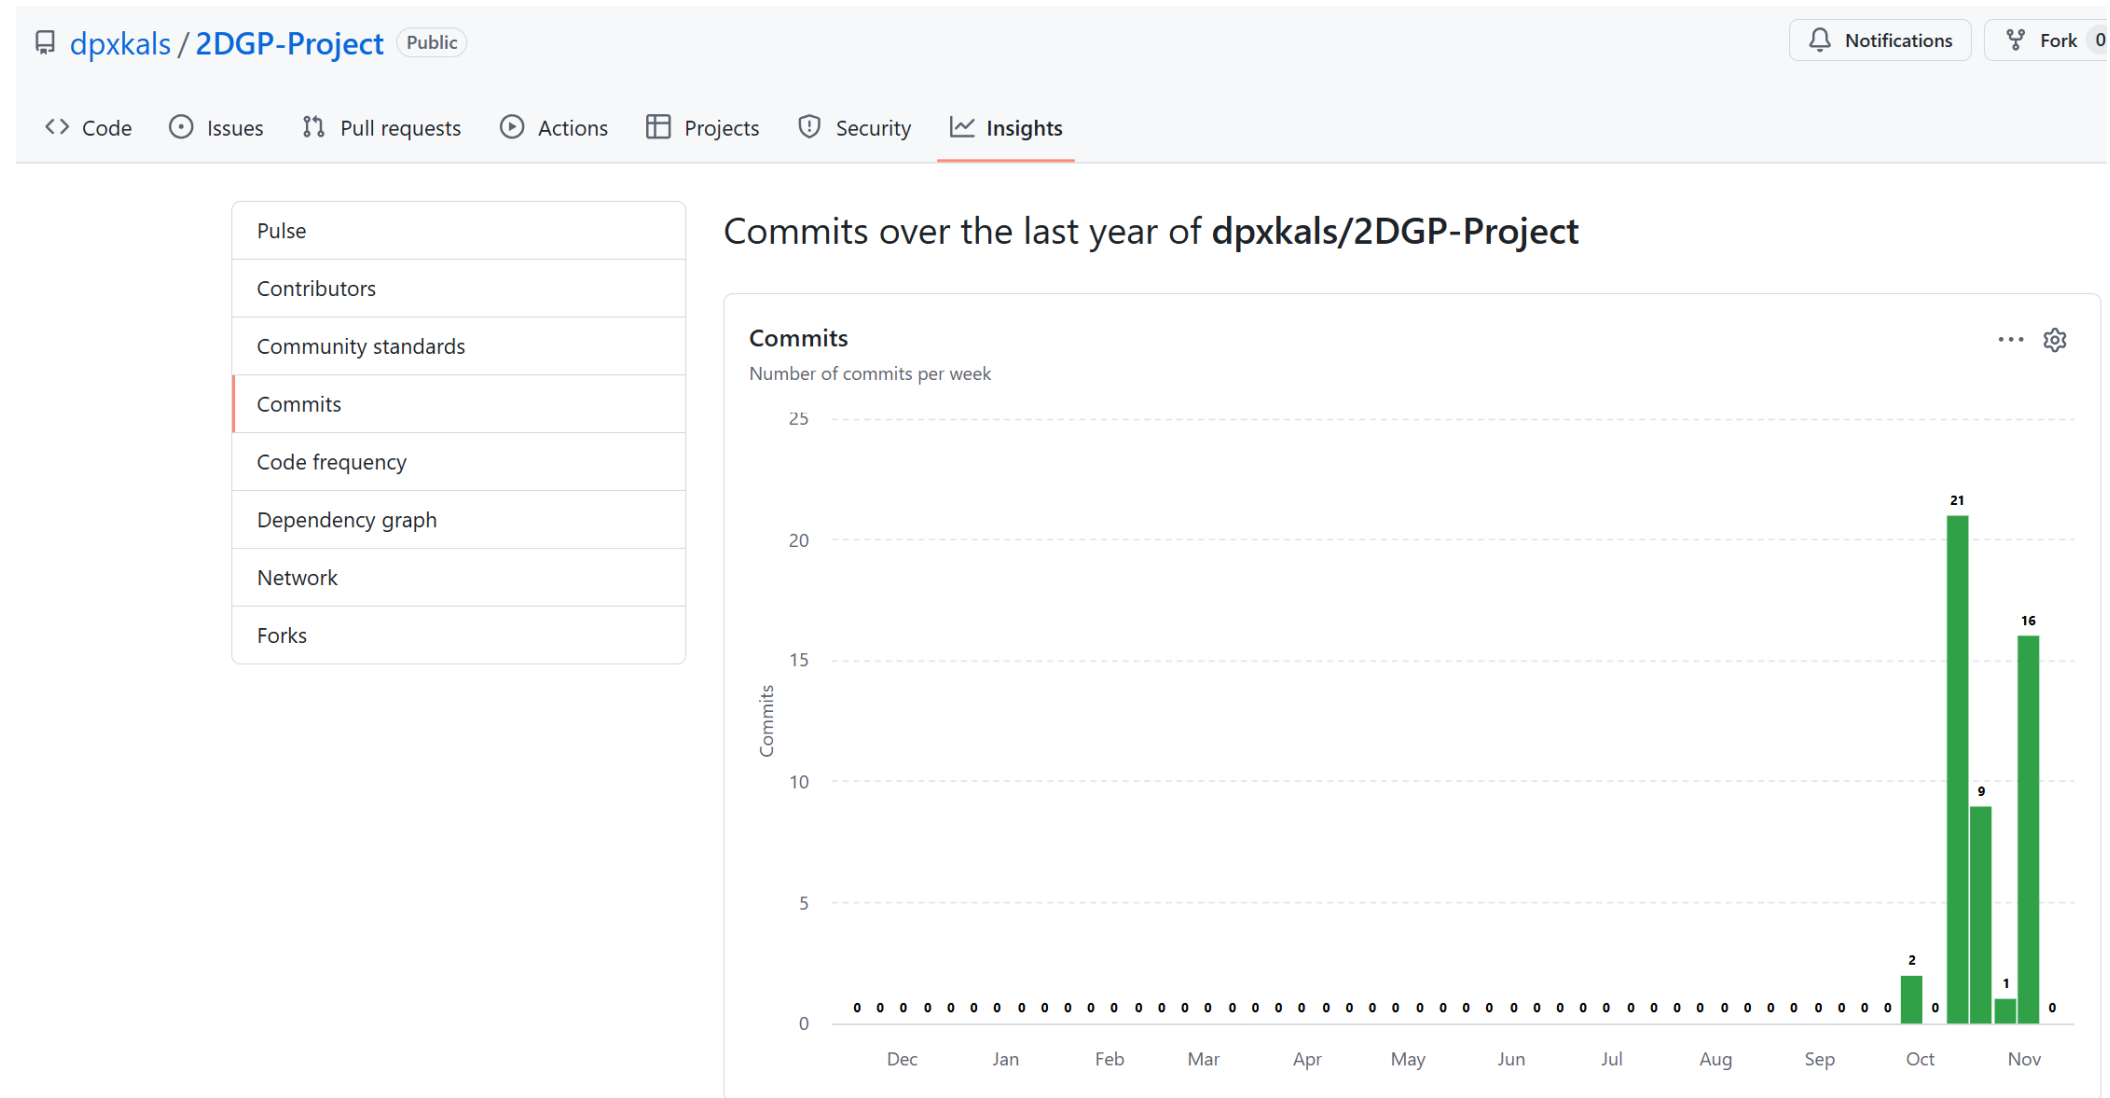 dpxkals / 2DGP-Project Public
Notifications
Fork 0
Code
Issues
Pull requests
Actions
Projects
Security
Insights
Pulse
Contributors
Community standards
Commits
Code frequency
Dependency graph
Network
Forks
Commits over the last year of dpxkals/2DGP-Project
Commits
Number of commits per week
25
21
20
16
15
Commits
10
9
5
2
1
0 0 0 0 0 0 0 0 0 0 0 0 0 0 0 0 0 0 0 0 0 0 0 0 0 0 0 0 0 0 0 0 0 0 0 0 0 0 0 0 0 0 0 0 0 0 0
0
Dec Jan Feb Mar Apr May Jun Jul Aug Sep Oct Nov